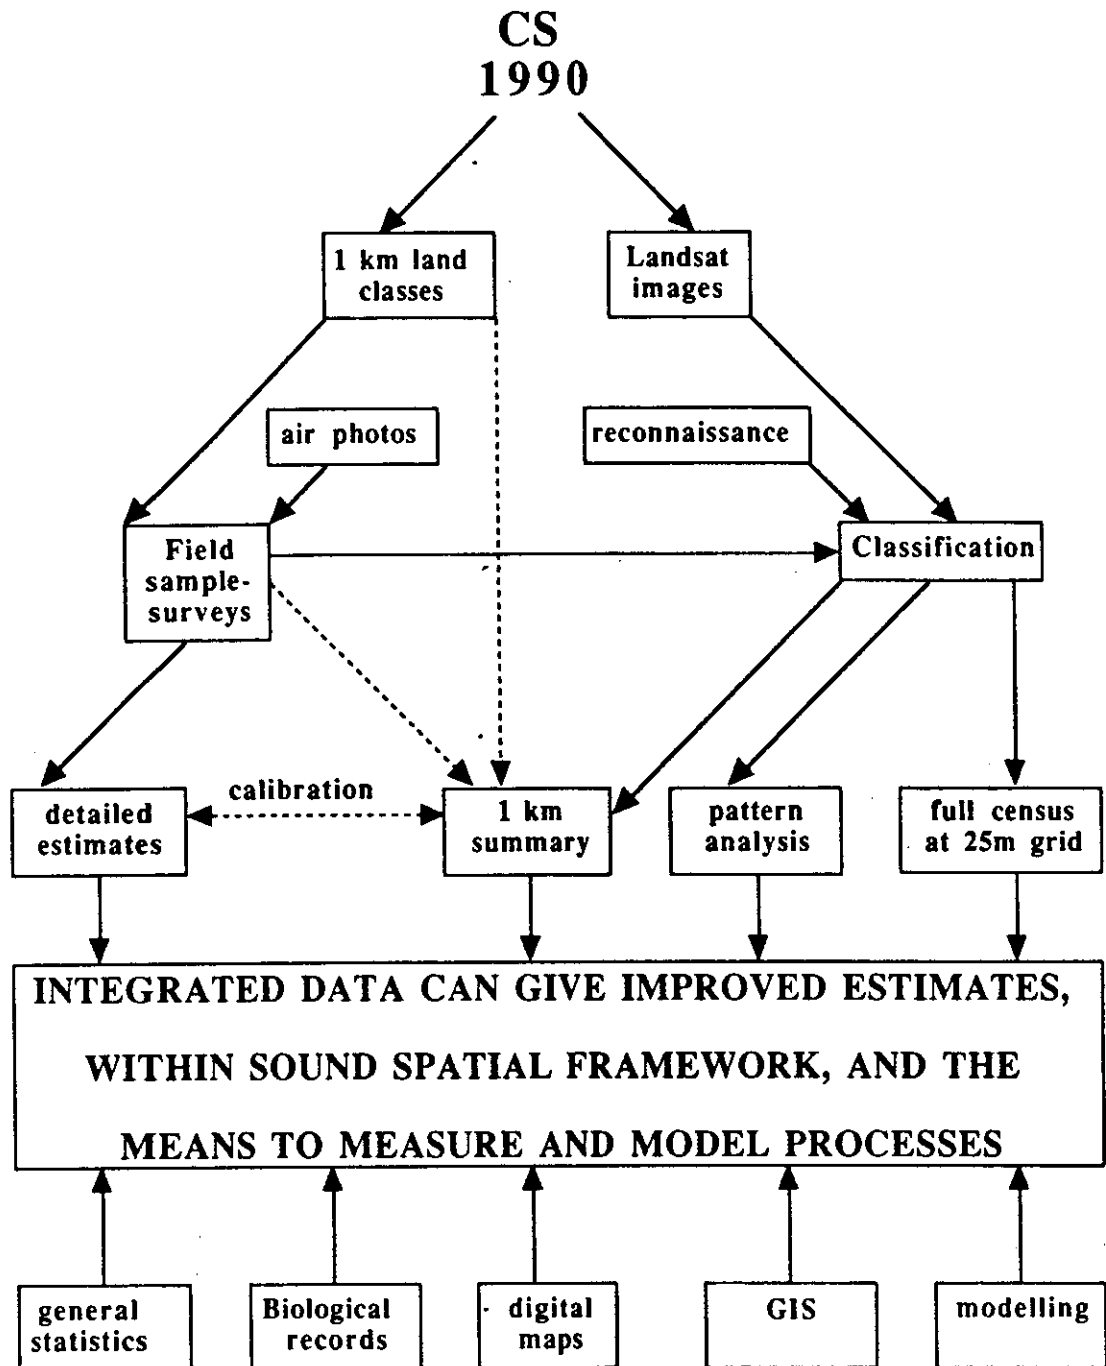 CS
1990
1 km land
classes
Landsat
images
air photos
reconnaissance
Field
sample-
surveys
Classification
calibration
detailed
estimates
1 km
summary
pattern
analysis
full census
at 25m grid
INTEGRATED DATA CAN GIVE IMPROVED ESTIMATES,
WITHIN SOUND SPATIAL FRAMEWORK, AND THE
MEANS TO MEASURE AND MODEL PROCESSES
general
statistics
Biological
records
digital
maps
GIS
modelling